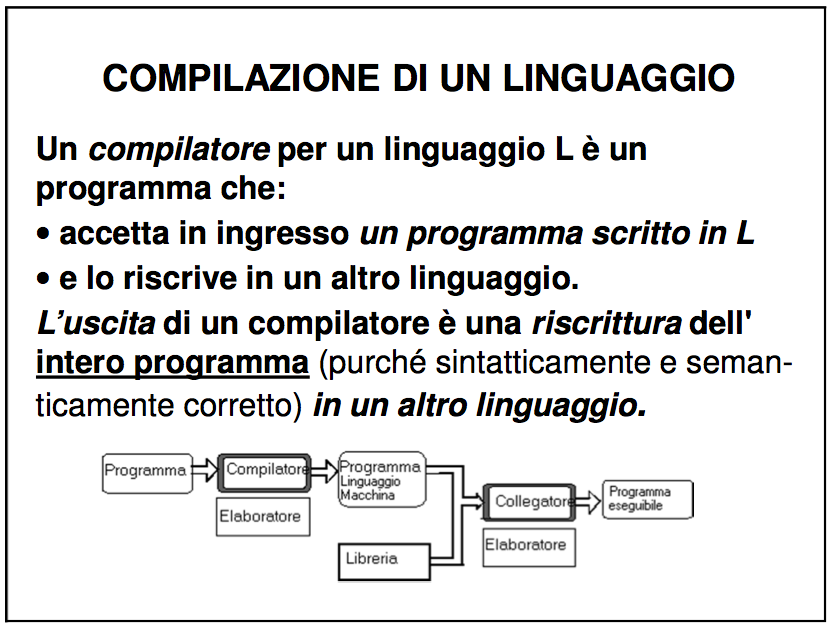 COMPILAZIONE DI UN LINGUAGGIO
Un compilatore per un linguaggio L è un
programma che:
• accetta in ingresso un programma scritto in L
• e lo riscrive in un altro linguaggio.
L’uscita di un compilatore è una riscrittura dell'
intero programma (purché sintatticamente e seman-
ticamente corretto) in un altro linguaggio.
Programma
Compilatore
Elaboratore
Programma
Linguaggio
Macchina
Libreria
Collegatore
Elaboratore
Programma
eseguibile